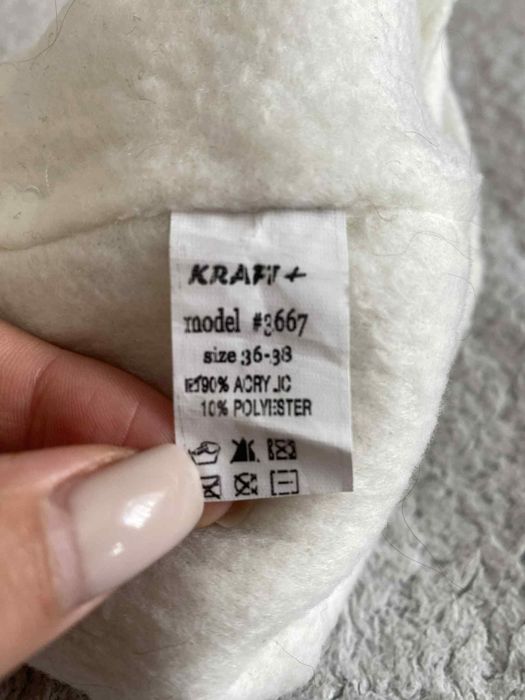 KRAFT+
model #3667
size 36-38
90% ACRYLIC
10% POLYESTER